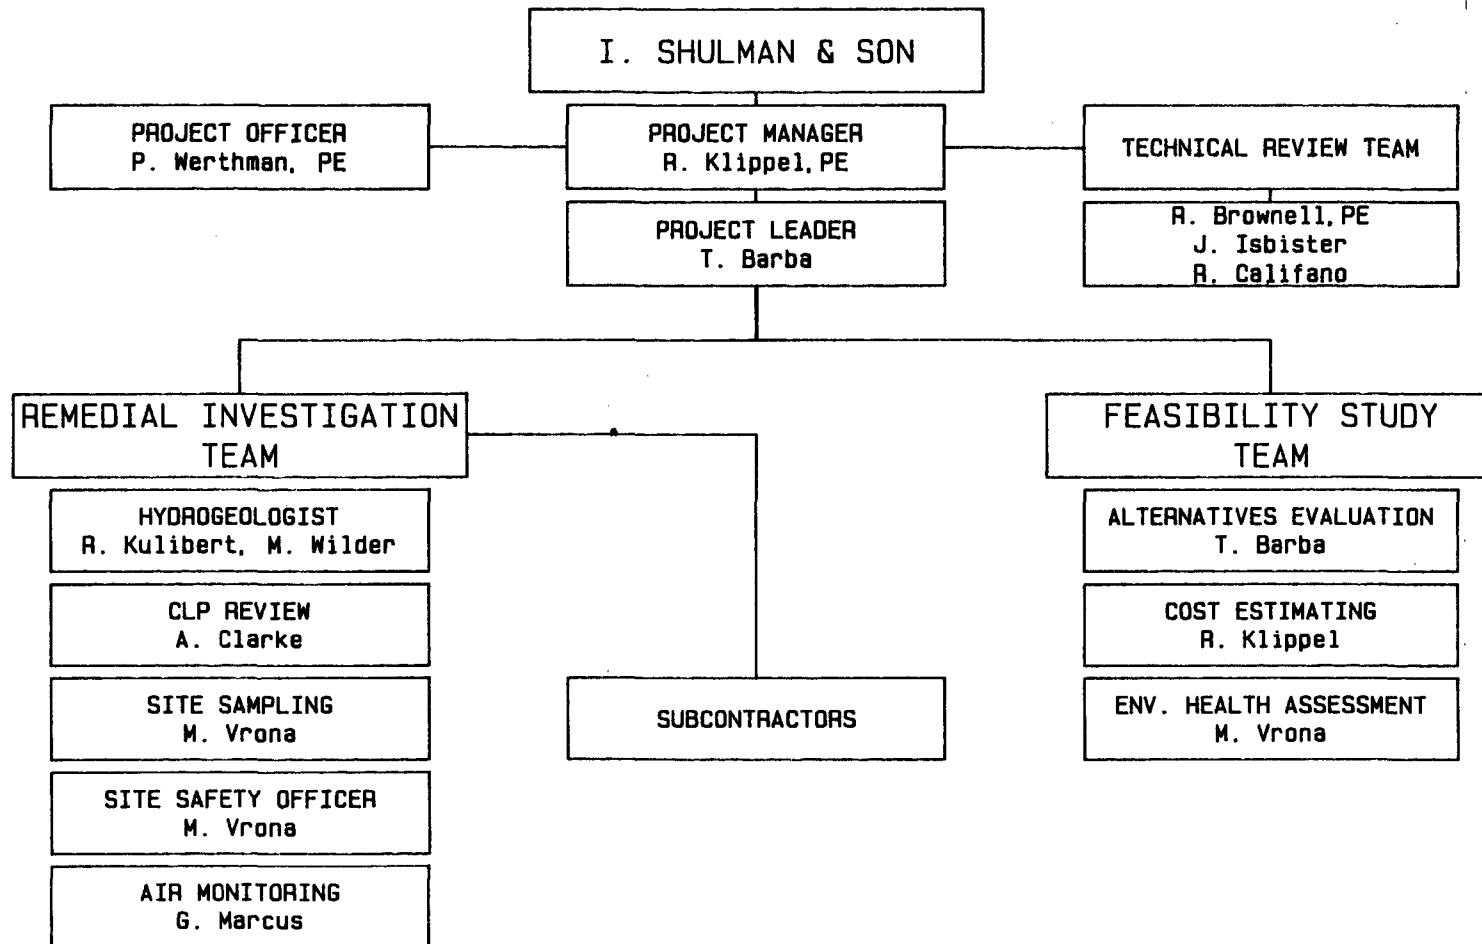 I. SHULMAN & SON
PROJECT OFFICER
P. Werthman, PE
PROJECT MANAGER
R. Klippel, PE
TECHNICAL REVIEW TEAM
R. Brownell, PE
J. Isbister
R. Califano
PROJECT LEADER
T. Barba
REMEDIAL INVESTIGATION
TEAM
HYDROGEOLOGIST
R. Kulibert, M. Wilder
CLP REVIEW
A. Clarke
SITE SAMPLING
M. Vrona
SITE SAFETY OFFICER
M. Vrona
AIR MONITORING
G. Marcus
SUBCONTRACTORS
FEASIBILITY STUDY
TEAM
ALTERNATIVES EVALUATION
T. Barba
COST ESTIMATING
R. Klippel
ENV. HEALTH ASSESSMENT
M. Vrona